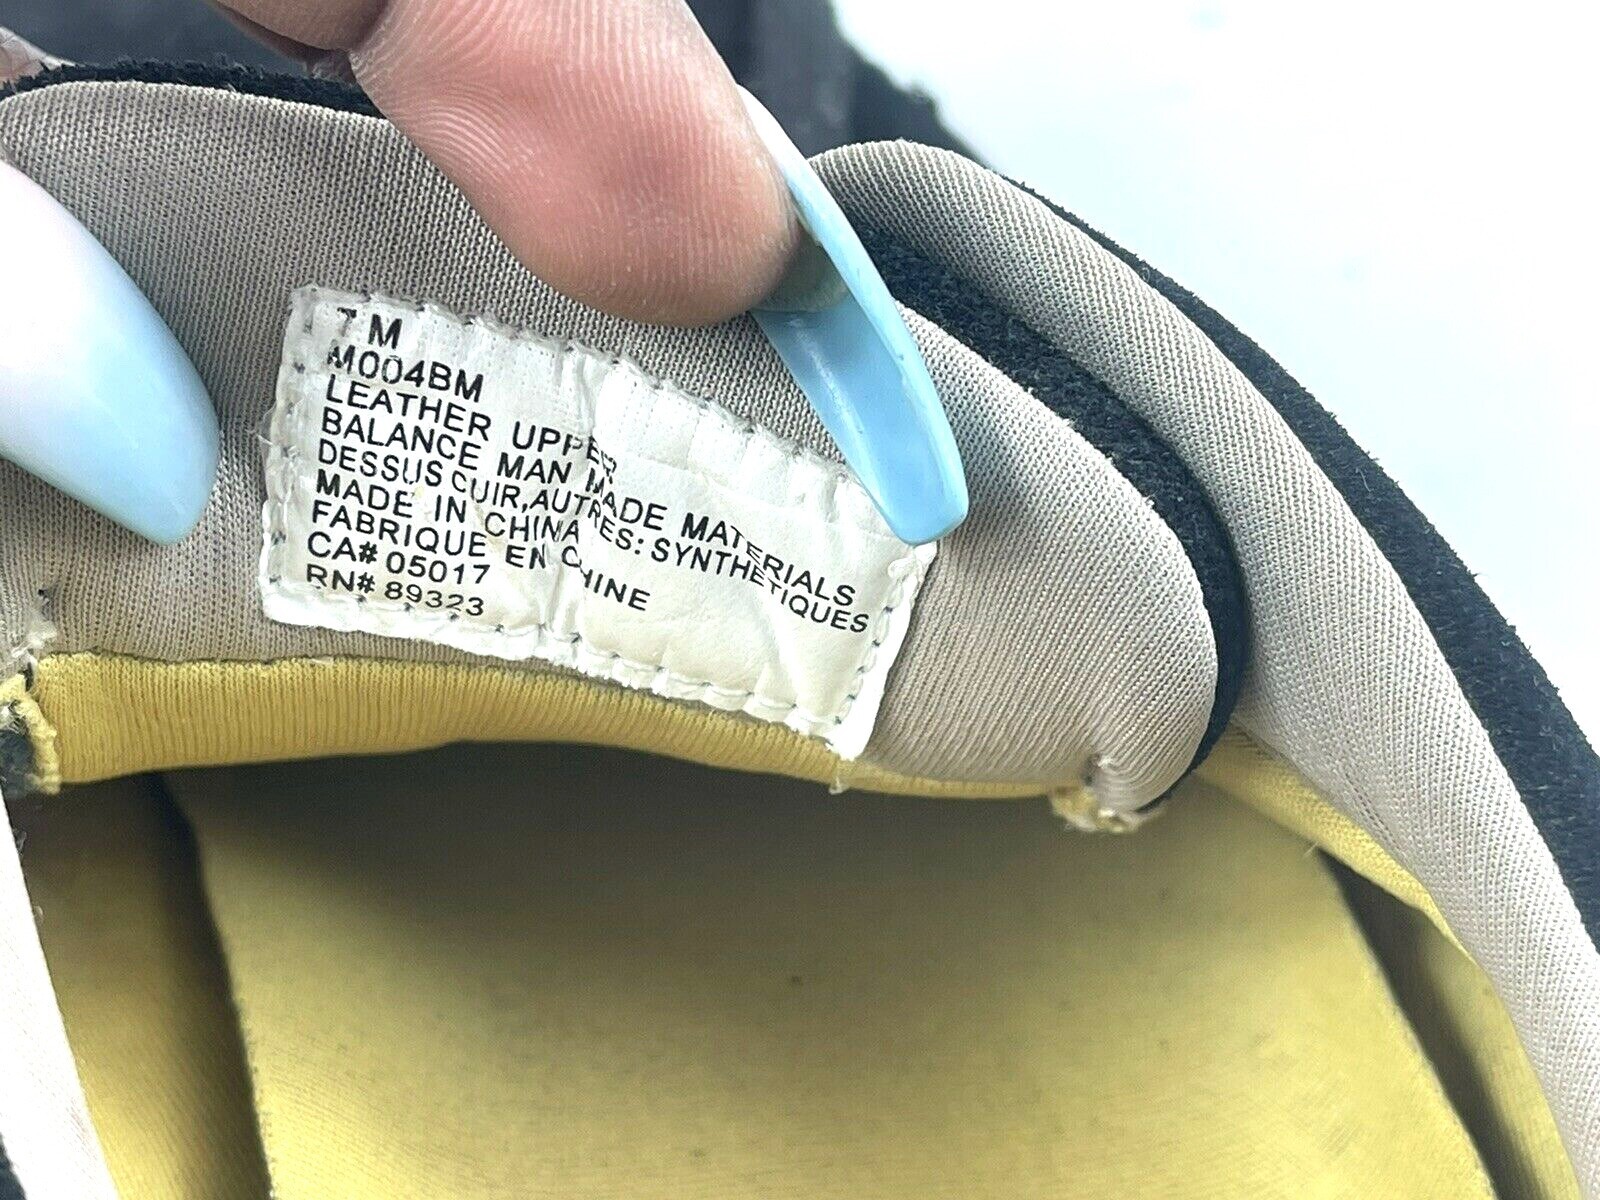 7 M
M004BM
LEATHER UPPER
BALANCE MAN MADE MATERIALS
DESSUS CUIR,AUTRES: SYNTHETIQUES
MADE IN CHINA
FABRIQUE EN CHINE
CA# 05017
RN# 89323